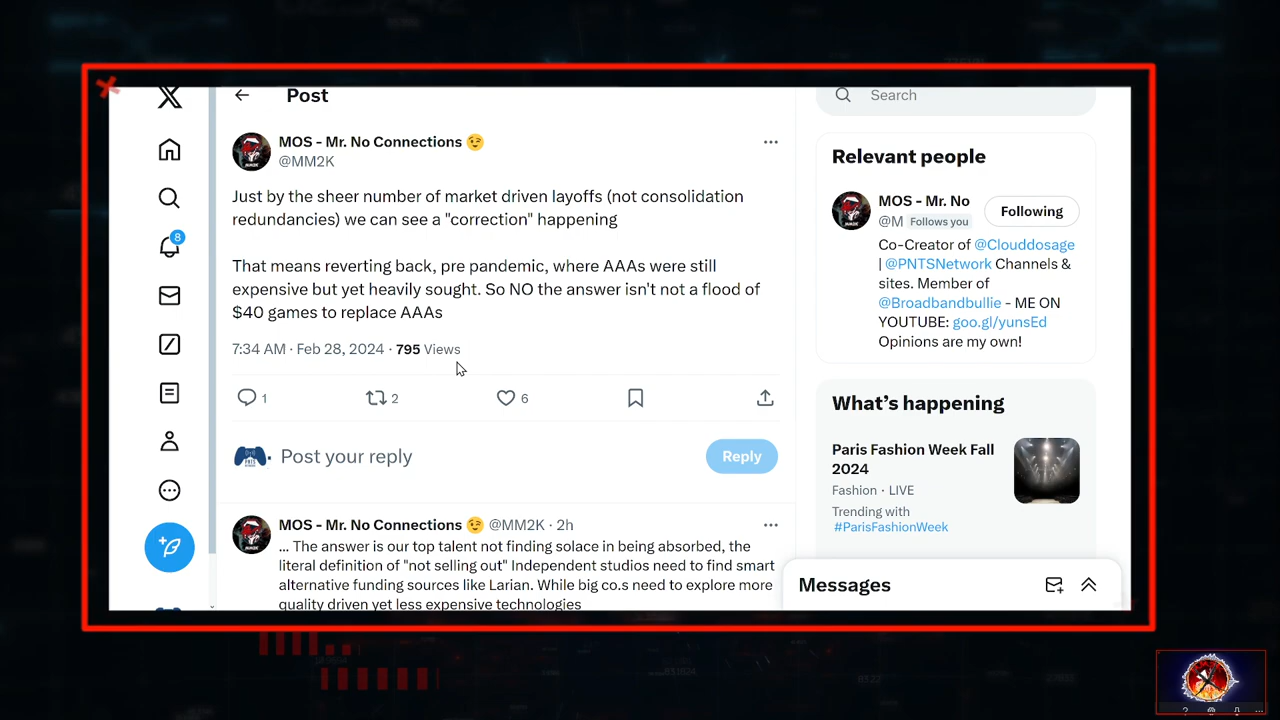 Post
MOS - Mr. No Connections 😉
@MM2K
Just by the sheer number of market driven layoffs (not consolidation
redundancies) we can see a "correction" happening
That means reverting back, pre pandemic, where AAAs were still
expensive but yet heavily sought. So NO the answer isn't not a flood of
$40 games to replace AAAs
7:34 AM · Feb 28, 2024 · 795 Views
1
2
6
Post your reply
Reply
MOS - Mr. No Connections 😉 @MM2K · 2h
... The answer is our top talent not finding solace in being absorbed, the
literal definition of "not selling out" Independent studios need to find smart
alternative funding sources like Larian. While big co.s need to explore more
quality driven yet less expensive technologies
8
Search
Relevant people
MOS - Mr. No
@M Follows you
Following
Co-Creator of @Clouddosage
| @PNTSNetwork Channels &
sites. Member of
@Broadbandbullie - ME ON
YOUTUBE: goo.gl/yunsEd
Opinions are my own!
What's happening
Paris Fashion Week Fall
2024
Fashion · LIVE
Trending with
#ParisFashionWeek
Messages